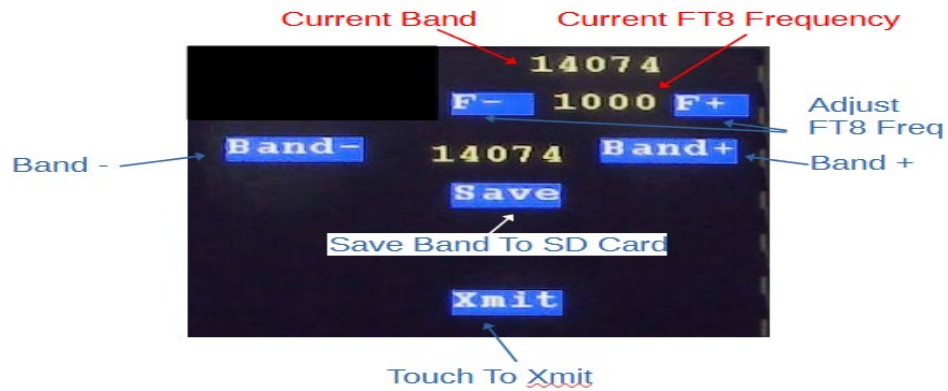 Current Band Current FT8 Frequency
14074
F- 1000 F+
Adjust
FT8 Freq
Band- 14074 Band+
Band - Band +
Save
Save Band To SD Card
Xmit
Touch To Xmit